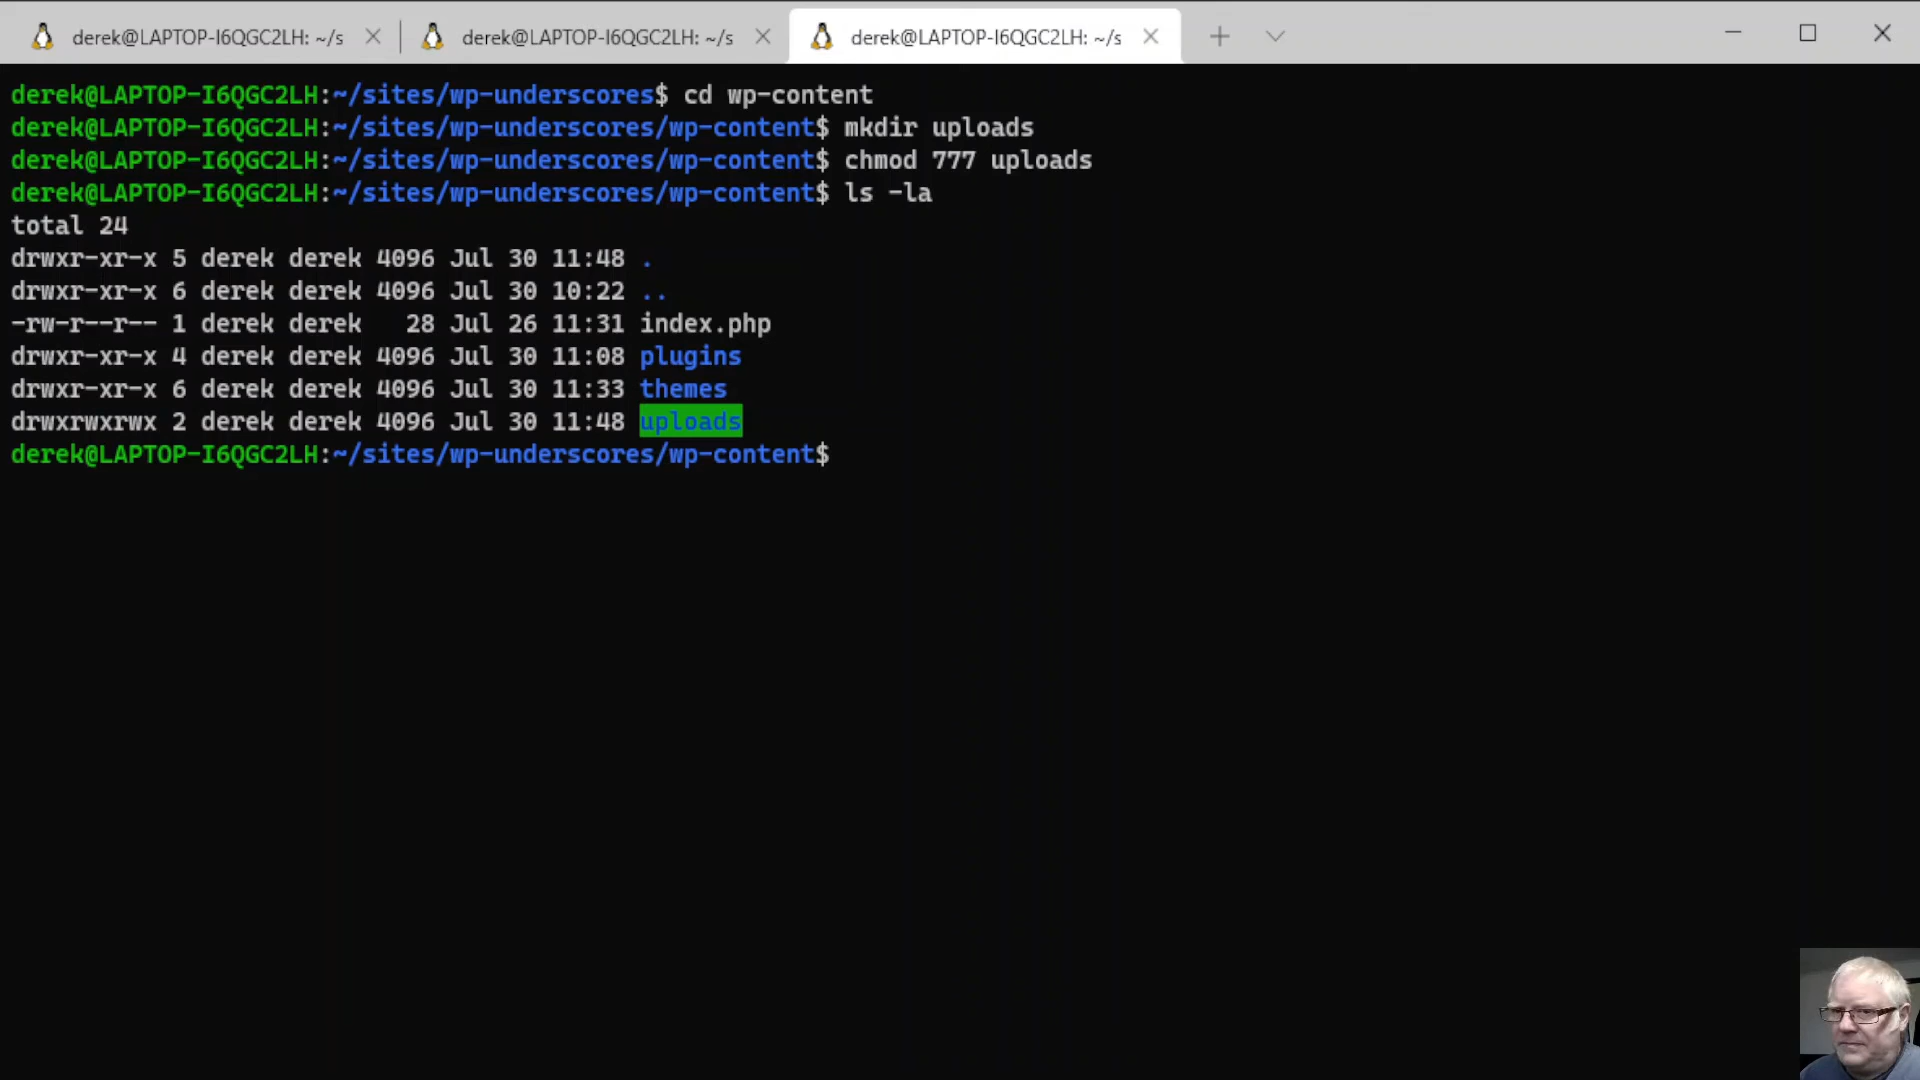 derek@LAPTOP-I6QGC2LH: ~/s
derek@LAPTOP-I6QGC2LH: ~/s
derek@LAPTOP-I6QGC2LH: ~/s
derek@LAPTOP-I6QGC2LH:~/sites/wp-underscores$ cd wp-content
derek@LAPTOP-I6QGC2LH:~/sites/wp-underscores/wp-content$ mkdir uploads
derek@LAPTOP-I6QGC2LH:~/sites/wp-underscores/wp-content$ chmod 777 uploads
derek@LAPTOP-I6QGC2LH:~/sites/wp-underscores/wp-content$ ls -la
total 24
drwxr-xr-x 5 derek derek 4096 Jul 30 11:48 .
drwxr-xr-x 6 derek derek 4096 Jul 30 10:22 ..
-rw-r--r-- 1 derek derek   28 Jul 26 11:31 index.php
drwxr-xr-x 4 derek derek 4096 Jul 30 11:08 plugins
drwxr-xr-x 6 derek derek 4096 Jul 30 11:33 themes
drwxrwxrwx 2 derek derek 4096 Jul 30 11:48 uploads
derek@LAPTOP-I6QGC2LH:~/sites/wp-underscores/wp-content$